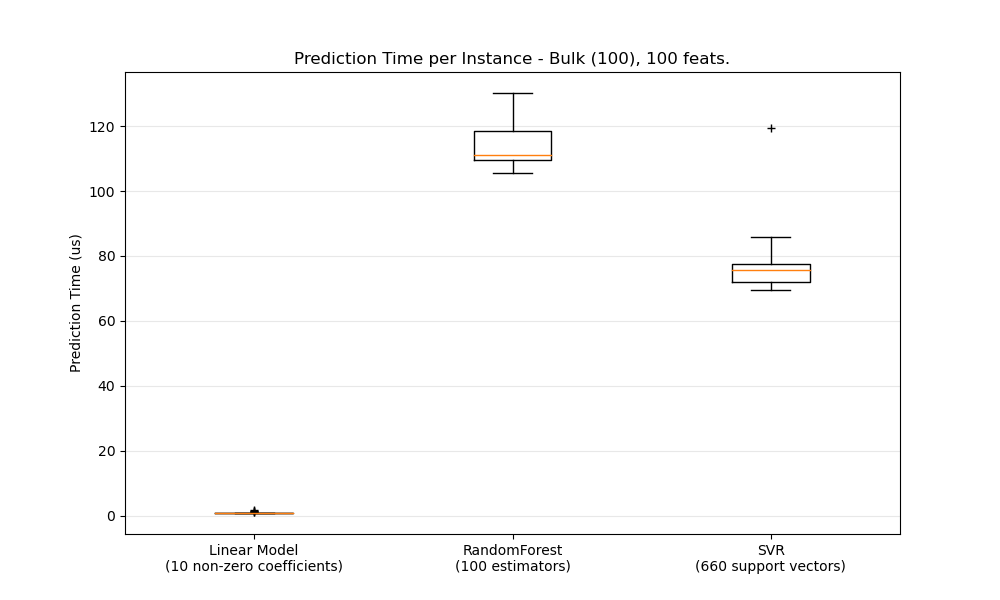 Prediction Time per Instance - Bulk (100), 100 feats.
Prediction Time (us)
120
100
80
60
40
20
0
Linear Model
(10 non-zero coefficients)
RandomForest
(100 estimators)
SVR
(660 support vectors)